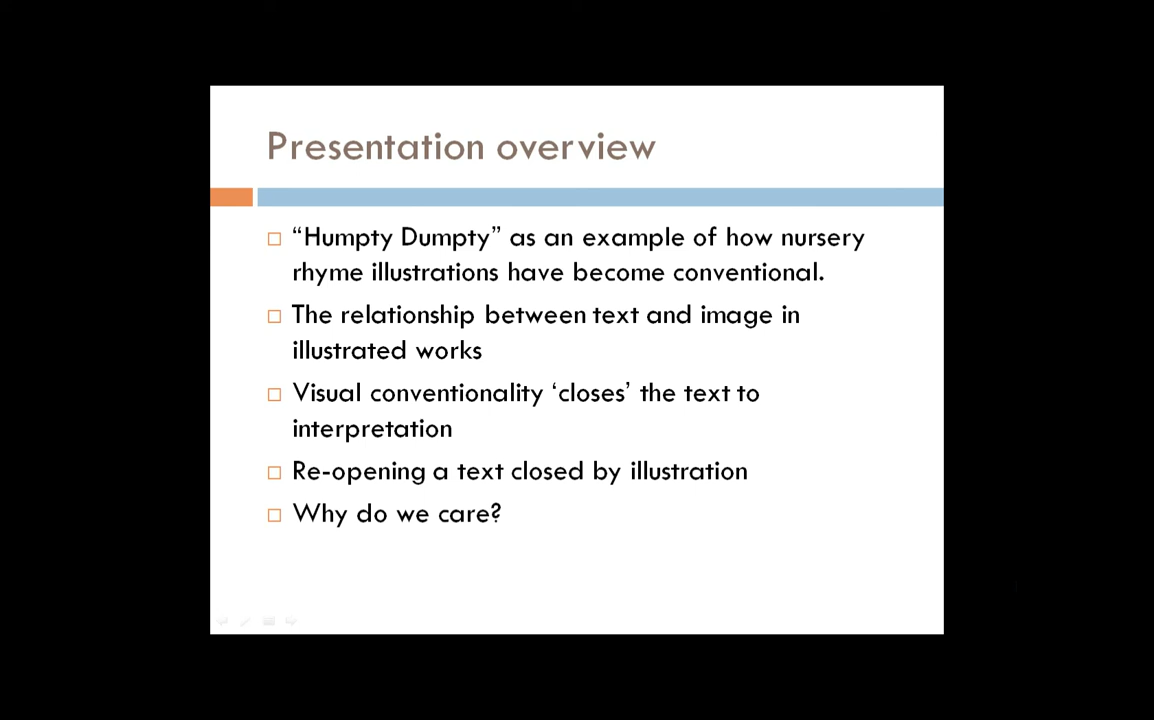 Presentation overview
“Humpty Dumpty” as an example of how nursery
rhyme illustrations have become conventional.
The relationship between text and image in
illustrated works
Visual conventionality ‘closes’ the text to
interpretation
Re-opening a text closed by illustration
Why do we care?